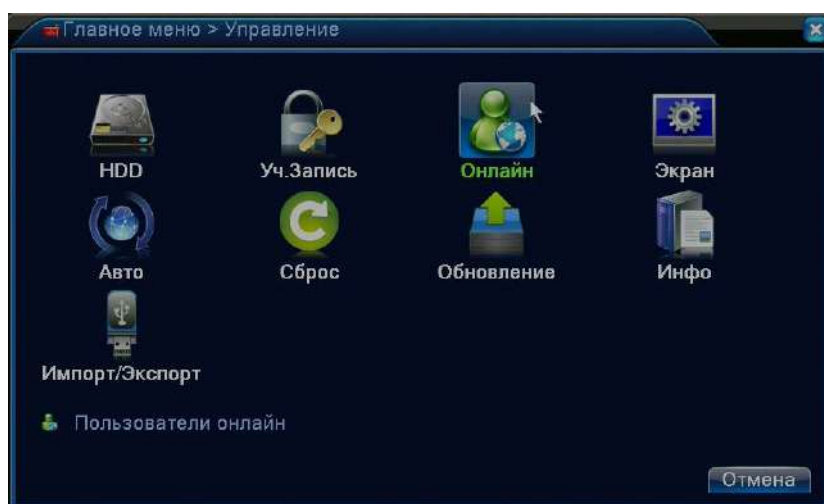 Главное меню > Управление
HDD Уч.Запись Онлайн Экран
Авто Сброс Обновление Инфо
Импорт/Экспорт
Пользователи онлайн
Отмена